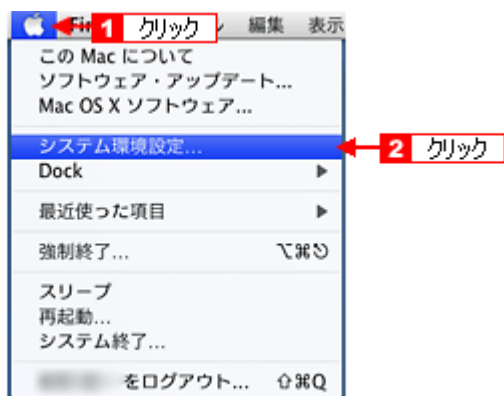 1 クリック 編集 表示
この Mac について
ソフトウェア・アップデート...
Mac OS X ソフトウェア...
システム環境設定...
2 クリック
Dock ▶
最近使った項目 ▶
強制終了... ⌥⌘⎋
スリープ
再起動...
システム終了...
をログアウト... ⇧⌘Q